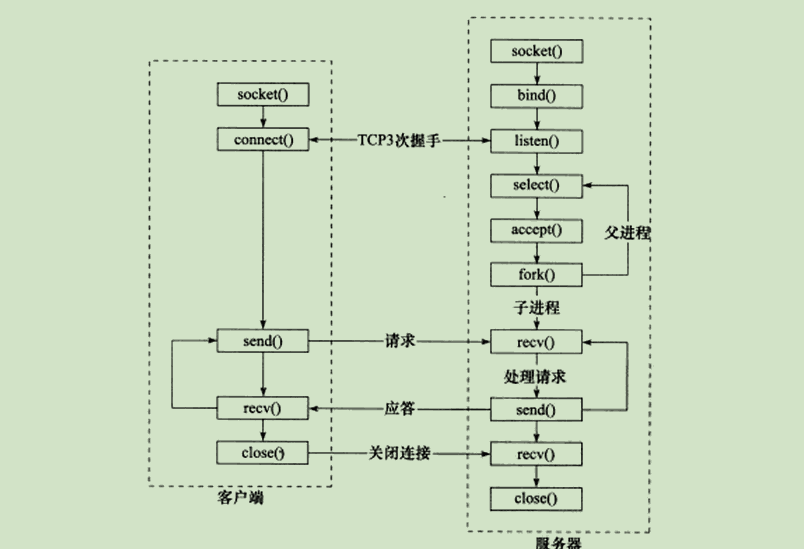 socket()
connect()
send()
recv()
close()
客户端
TCP3次握手
请求
应答
关闭连接
socket()
bind()
listen()
select()
accept()
fork()
父进程
子进程
recv()
处理请求
send()
recv()
close()
服务器